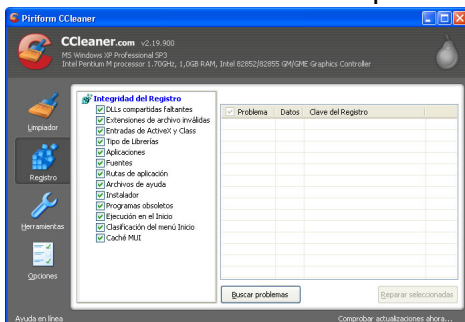 Piriform CCleaner
CCleaner.com v2.19.900
MS Windows XP Professional SP3
Intel Pentium M processor 1.70GHz, 1,0GB RAM, Intel 82852/82855 GM/GME Graphics Controller
Limpiador
Registro
Herramientas
Opciones
Integridad del Registro
DLLs compartidas faltantes
Extensiones de archivo inválidas
Entradas de ActiveX y Class
Tipo de Librerías
Aplicaciones
Fuentes
Rutas de aplicación
Archivos de ayuda
Instalador
Programas obsoletos
Ejecución en el Inicio
Clasificación del menú Inicio
Caché MUI
Problema Datos Clave del Registro
Buscar problemas Reparar seleccionadas
Ayuda en línea Comprobar actualizaciones ahora...